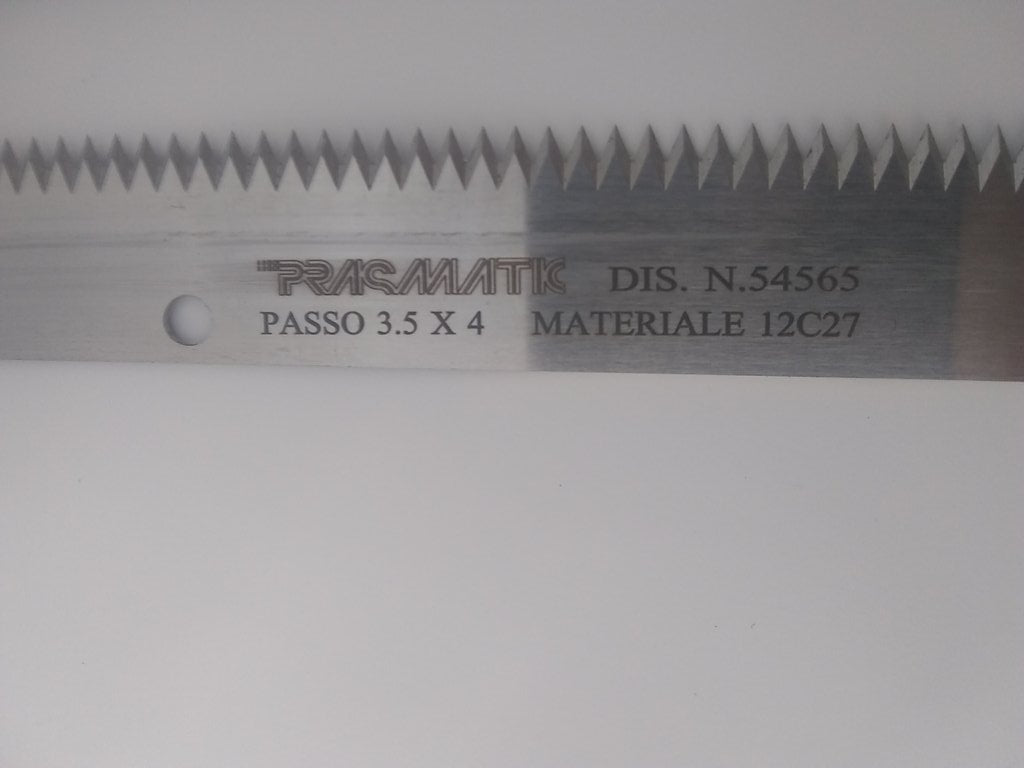 PRAGMATIC DIS. N.54565
PASSO 3.5 X 4 MATERIALE 12C27